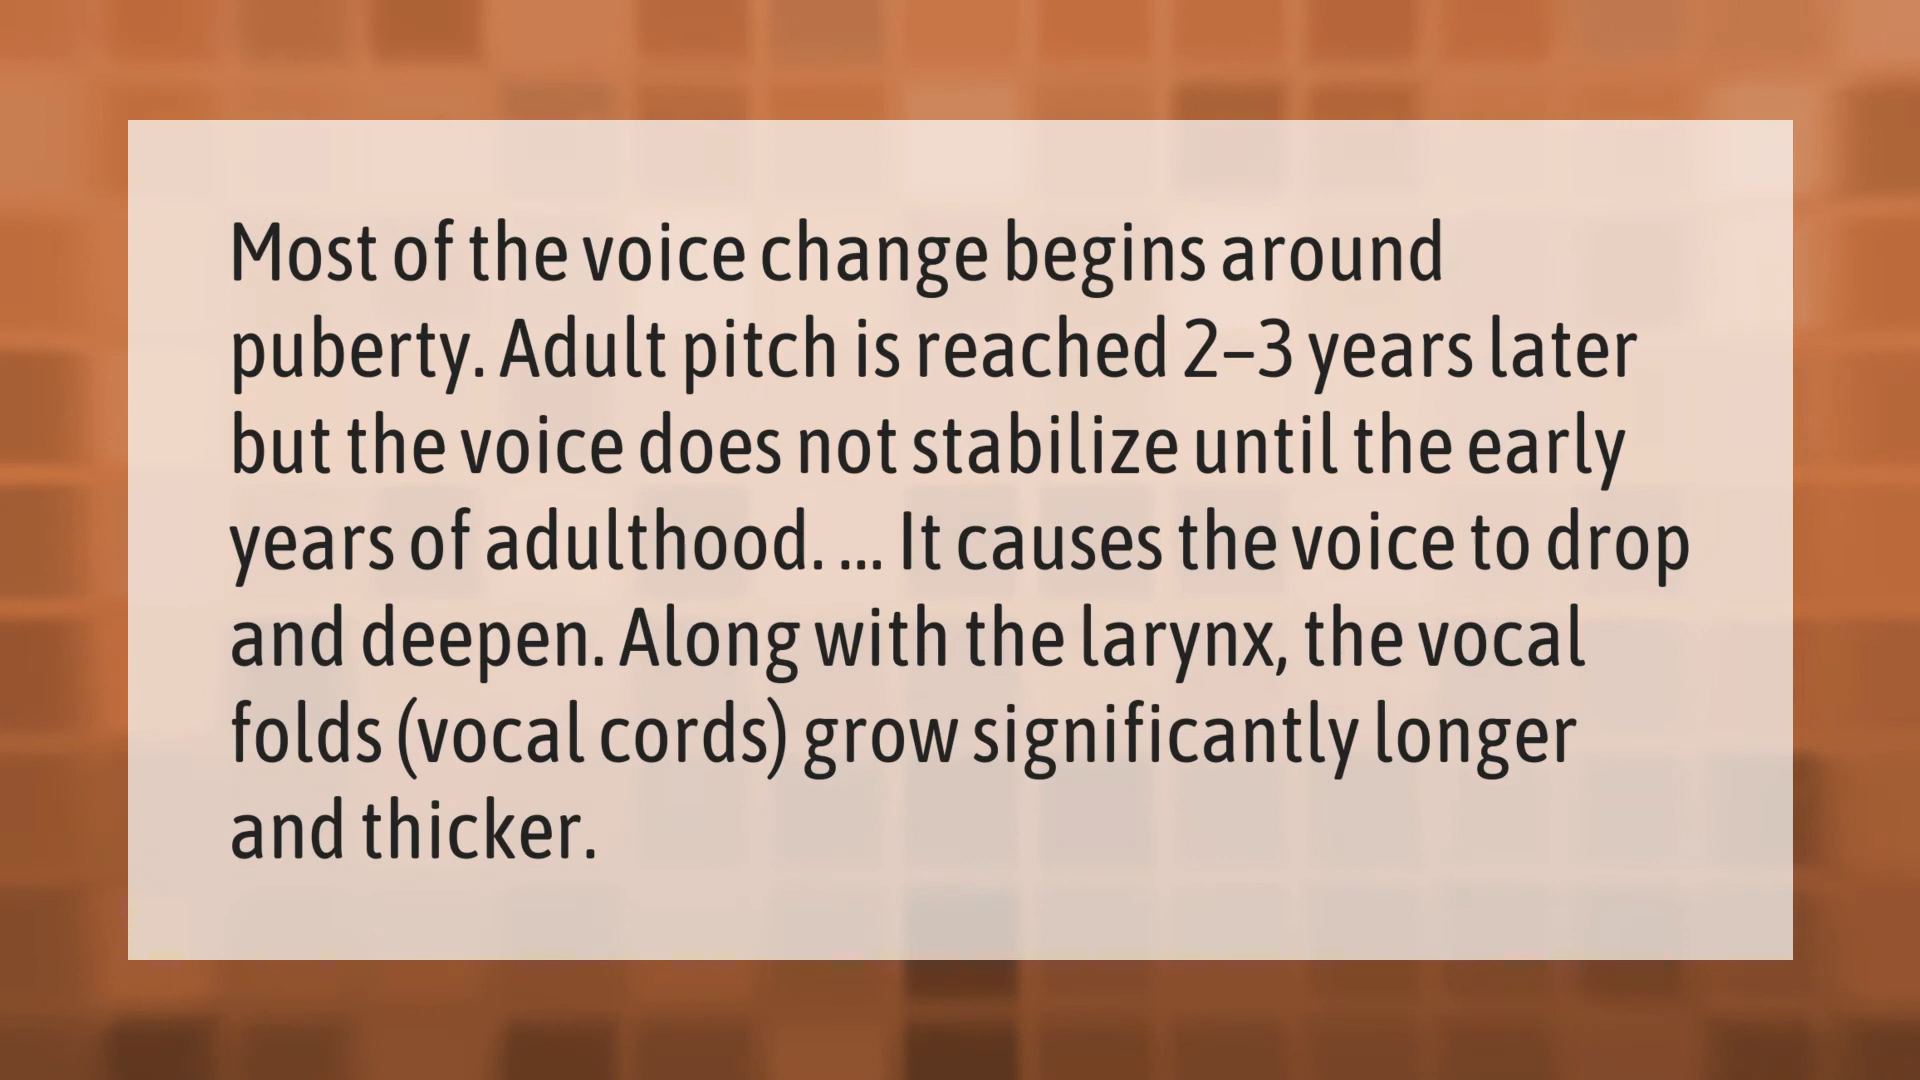 Most of the voice change begins around
puberty. Adult pitch is reached 2–3 years later
but the voice does not stabilize until the early
years of adulthood. ... It causes the voice to drop
and deepen. Along with the larynx, the vocal
folds (vocal cords) grow significantly longer
and thicker.